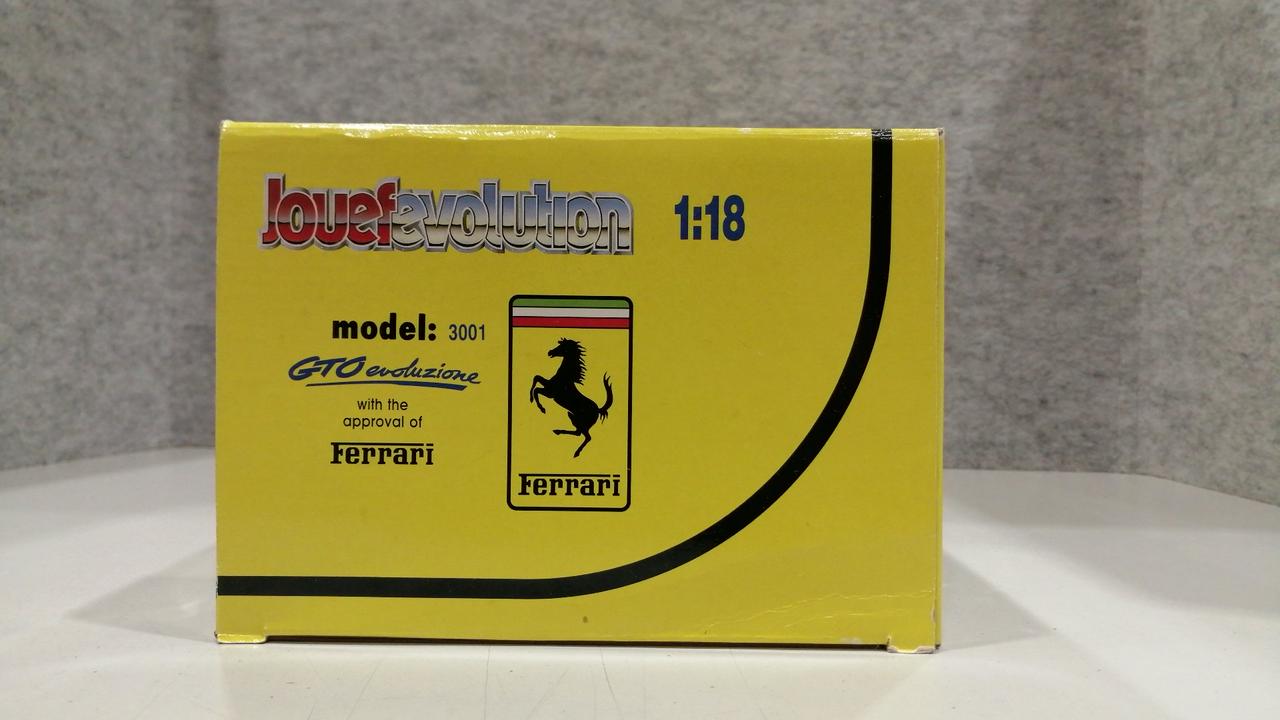 Jouefevolution
1:18
model: 3001
GTO evoluzione
with the
approval of
Ferrari
Ferrari